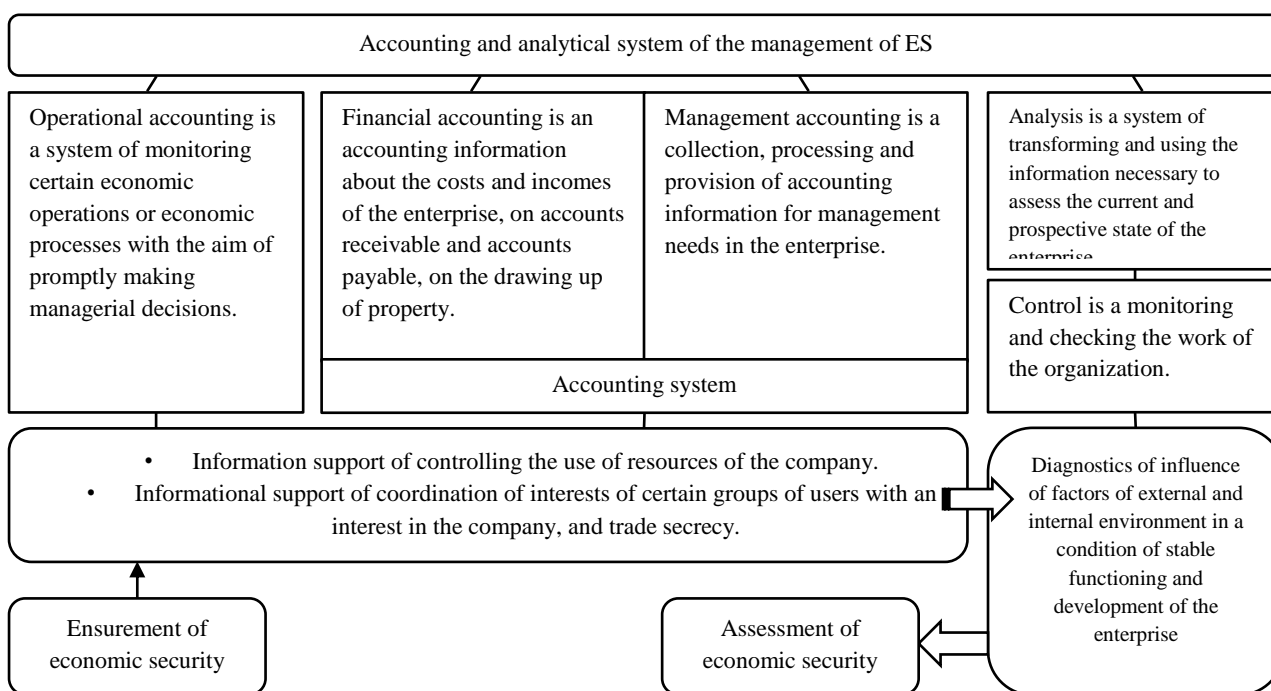 Accounting and analytical system of the management of ES
Operational accounting is
a system of monitoring
certain economic
operations or economic
processes with the aim of
promptly making
managerial decisions.
Financial accounting is an
accounting information
about the costs and incomes
of the enterprise, on accounts
receivable and accounts
payable, on the drawing up
of property.
Management accounting is a
collection, processing and
provision of accounting
information for management
needs in the enterprise.
Accounting system
Analysis is a system of
transforming and using the
information necessary to
assess the current and
prospective state of the
enterprise
Control is a monitoring
and checking the work of
the organization.
• Information support of controlling the use of resources of the company.
• Informational support of coordination of interests of certain groups of users with an
interest in the company, and trade secrecy.
Diagnostics of influence
of factors of external and
internal environment in a
condition of stable
functioning and
development of the
enterprise
Ensurement of
economic security
Assessment of
economic security